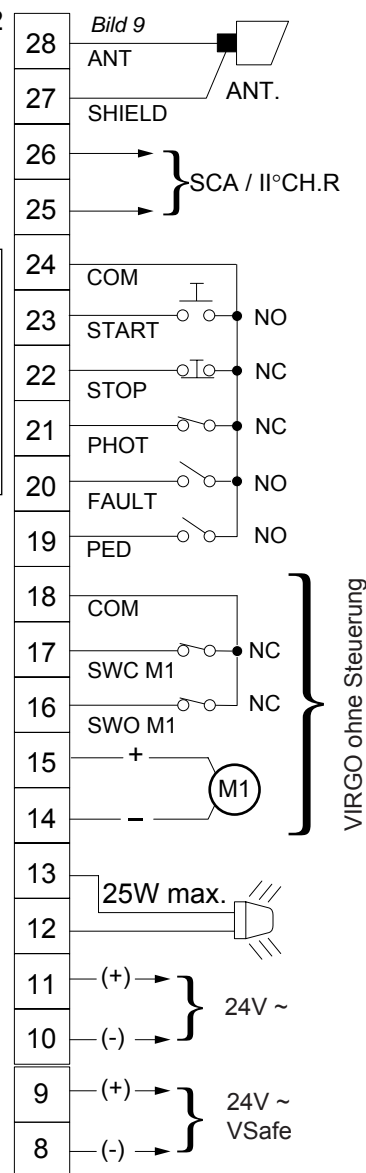 2
28 Bild 9
ANT
ANT.
27
SHIELD
26
SCA / II°CH.R
25
24
COM
23 NO
START
22 NC
STOP
21 NC
PHOT
20 NO
FAULT
19 NO
PED
18
COM
17 NC
SWC M1
16 NC
SWO M1
15 +
M1
14 –
VIRGO ohne Steuerung
13
25W max.
12
11 (+)
24V ~
10 (-)
9 (+)
24V ~
VSafe
8 (-)